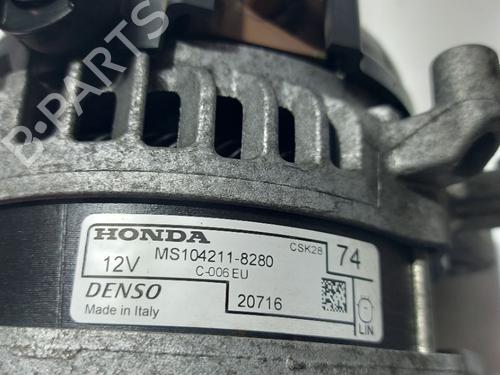 B-PARTS
HONDA
CSK28
74
12V
MS104211-8280
C-006 EU
DENSO
20716
Made in Italy
LIN